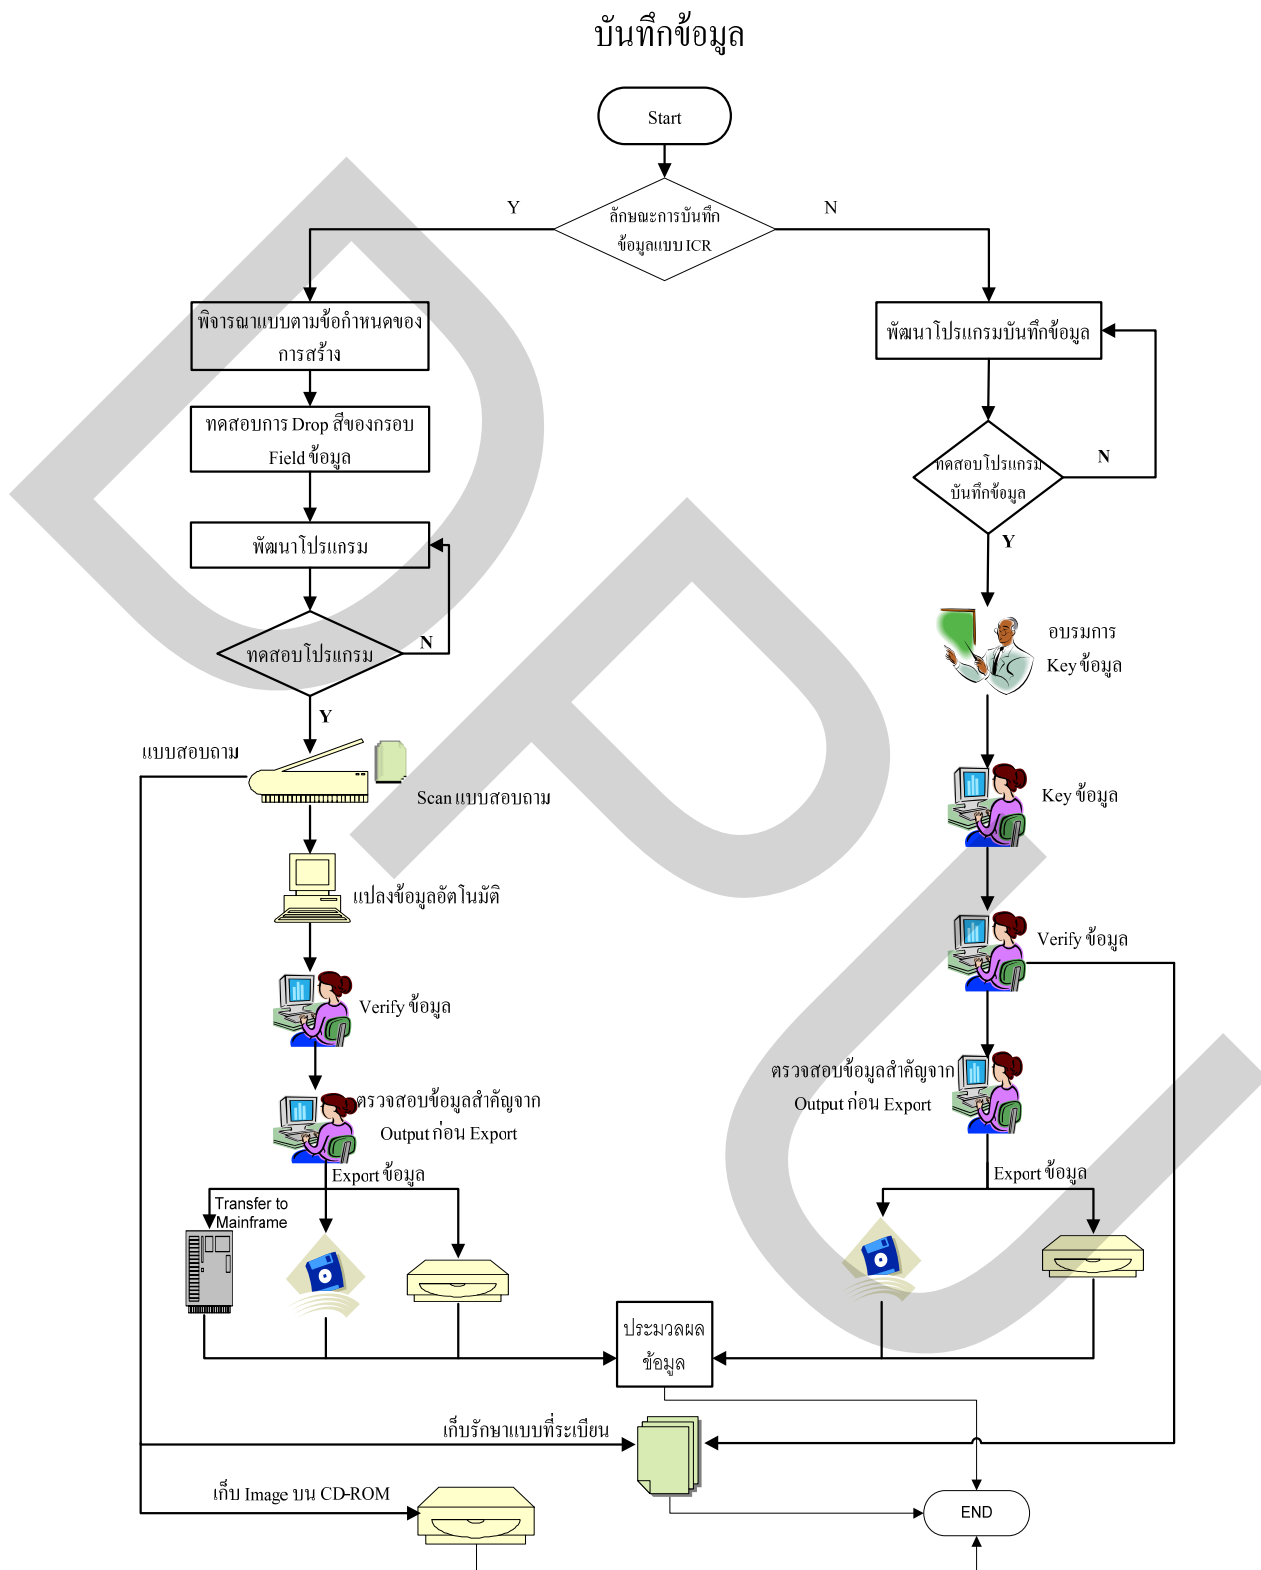 บันทึกข้อมูล
Start
Y
N
ลักษณะการบันทึก
ข้อมูลแบบ ICR
พิจารณาแบบตามข้อกำหนดของ
การสร้าง
พัฒนาโปรแกรมบันทึกข้อมูล
ทดสอบการ Drop สีของกรอบ
Field ข้อมูล
ทดสอบโปรแกรม
บันทึกข้อมูล
N
Y
พัฒนาโปรแกรม
ทดสอบโปรแกรม
N
Y
อบรมการ
Key ข้อมูล
แบบสอบถาม
Scan แบบสอบถาม
Key ข้อมูล
แปลงข้อมูลอัตโนมัติ
Verify ข้อมูล
Verify ข้อมูล
ตรวจสอบข้อมูลสำคัญจาก
Output ก่อน Export
ตรวจสอบข้อมูลสำคัญจาก
Output ก่อน Export
Export ข้อมูล
Export ข้อมูล
Transfer to
Mainframe
ประมวลผล
ข้อมูล
เก็บรักษาแบบที่ระเบียน
เก็บ Image บน CD-ROM
END
DPU